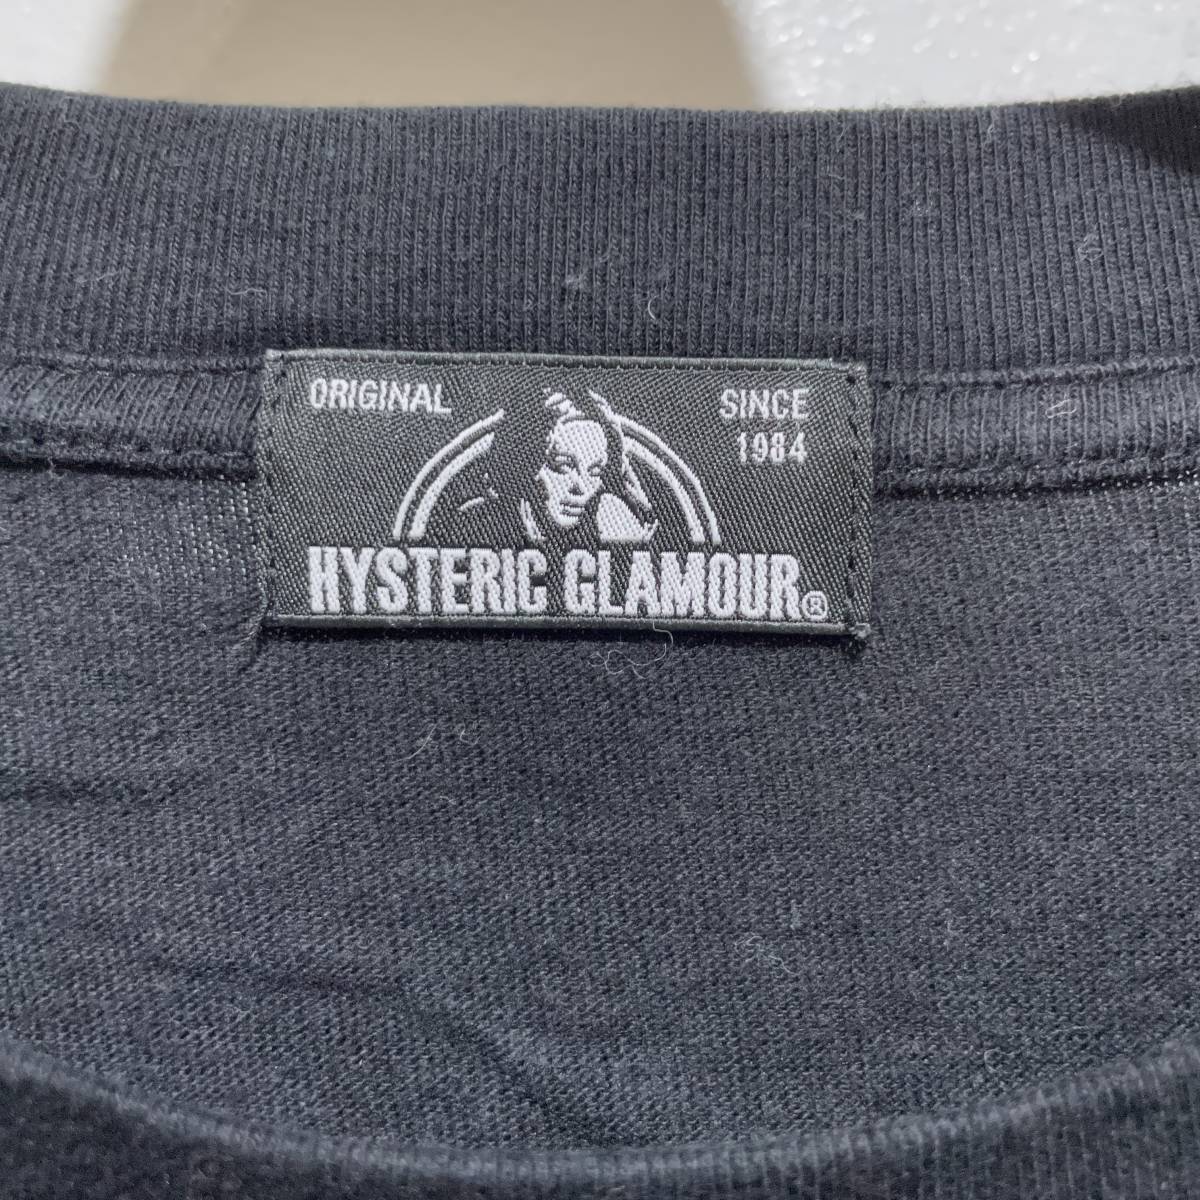 ORIGINAL
SINCE
1984
HYSTERIC GLAMOUR®